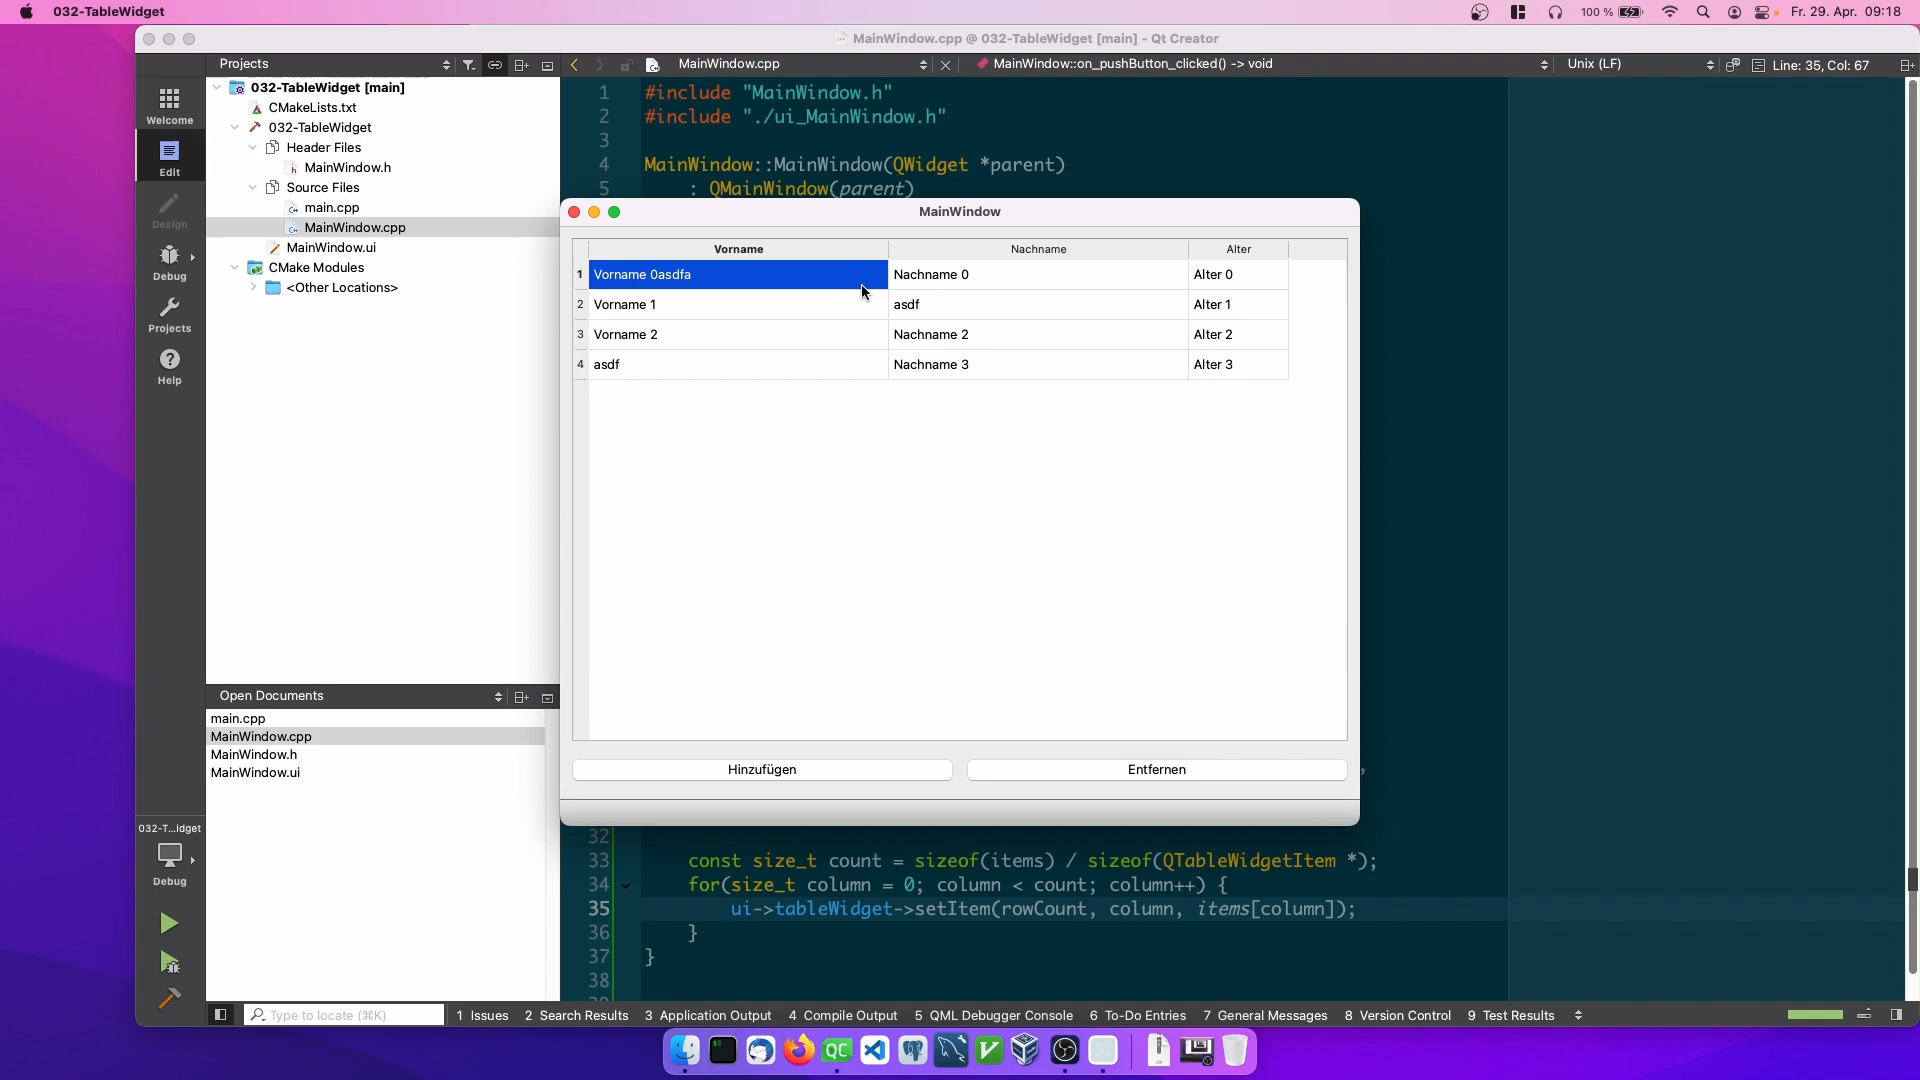 032-TableWidget
100 %
Fr. 29. Apr. 09:18
MainWindow.cpp @ 032-TableWidget [main] - Qt Creator
Projects
MainWindow.cpp
MainWindow::on_pushButton_clicked() -> void
Unix (LF)
Line: 35, Col: 67
Welcome
Edit
Design
Debug
Projects
Help
032-TableWidget [main]
CMakeLists.txt
032-TableWidget
Header Files
MainWindow.h
Source Files
main.cpp
MainWindow.cpp
MainWindow.ui
CMake Modules
<Other Locations>
1 #include "MainWindow.h"
2 #include "./ui_MainWindow.h"
3
4 MainWindow::MainWindow(QWidget *parent)
5 : QMainWindow(parent)
MainWindow
Vorname Nachname Alter
1 Vorname 0asdfa Nachname 0 Alter 0
2 Vorname 1 asdf Alter 1
3 Vorname 2 Nachname 2 Alter 2
4 asdf Nachname 3 Alter 3
Hinzufügen
Entfernen
,
32
33 const size_t count = sizeof(items) / sizeof(QTableWidgetItem *);
34 for(size_t column = 0; column < count; column++) {
35 ui->tableWidget->setItem(rowCount, column, items[column]);
36 }
37 }
38
Open Documents
main.cpp
MainWindow.cpp
MainWindow.h
MainWindow.ui
032-T...idget
Debug
Type to locate (⌘K)
1 Issues
2 Search Results
3 Application Output
4 Compile Output
5 QML Debugger Console
6 To-Do Entries
7 General Messages
8 Version Control
9 Test Results
QC